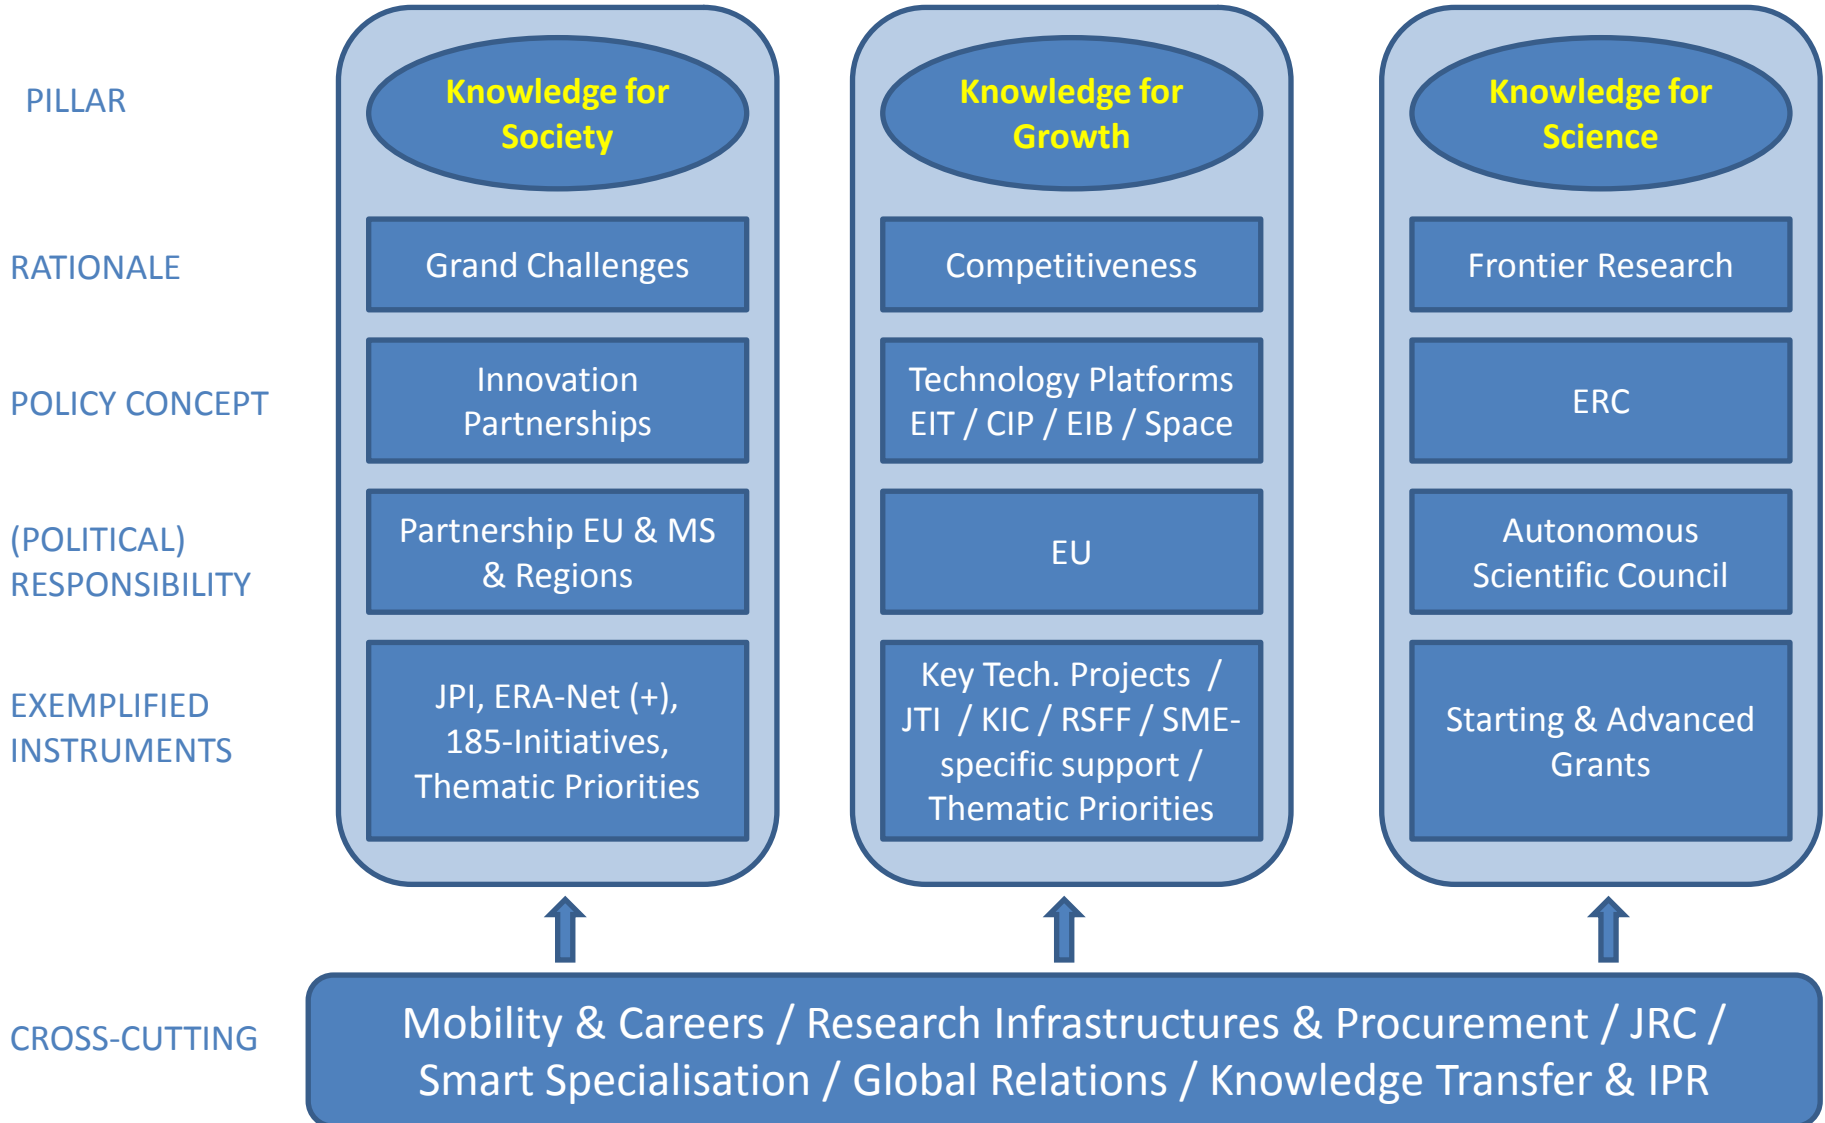 PILLAR
Knowledge for
Society
Knowledge for
Growth
Knowledge for
Science
RATIONALE
Grand Challenges
Competitiveness
Frontier Research
POLICY CONCEPT
Innovation
Partnerships
Technology Platforms
EIT / CIP / EIB / Space
ERC
(POLITICAL)
RESPONSIBILITY
Partnership EU & MS
& Regions
EU
Autonomous
Scientific Council
EXEMPLIFIED
INSTRUMENTS
JPI, ERA-Net (+),
185-Initiatives,
Thematic Priorities
Key Tech. Projects /
JTI / KIC / RSFF / SME-
specific support /
Thematic Priorities
Starting & Advanced
Grants
CROSS-CUTTING
Mobility & Careers / Research Infrastructures & Procurement / JRC /
Smart Specialisation / Global Relations / Knowledge Transfer & IPR